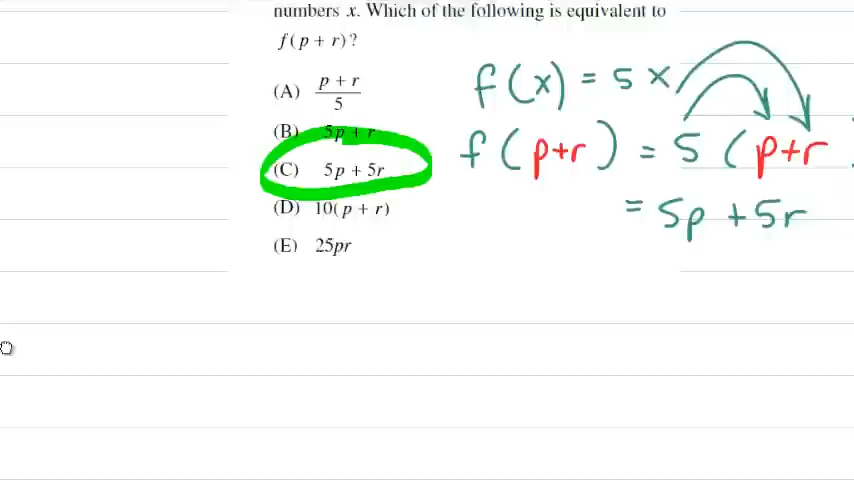 numbers x. Which of the following is equivalent to
f(p + r)?
(A) p + r / 5
(B) 5p + r
(C) 5p + 5r
(D) 10(p + r)
(E) 25pr
f(x) = 5x
f(p+r) = 5(p+r)
= 5p + 5r